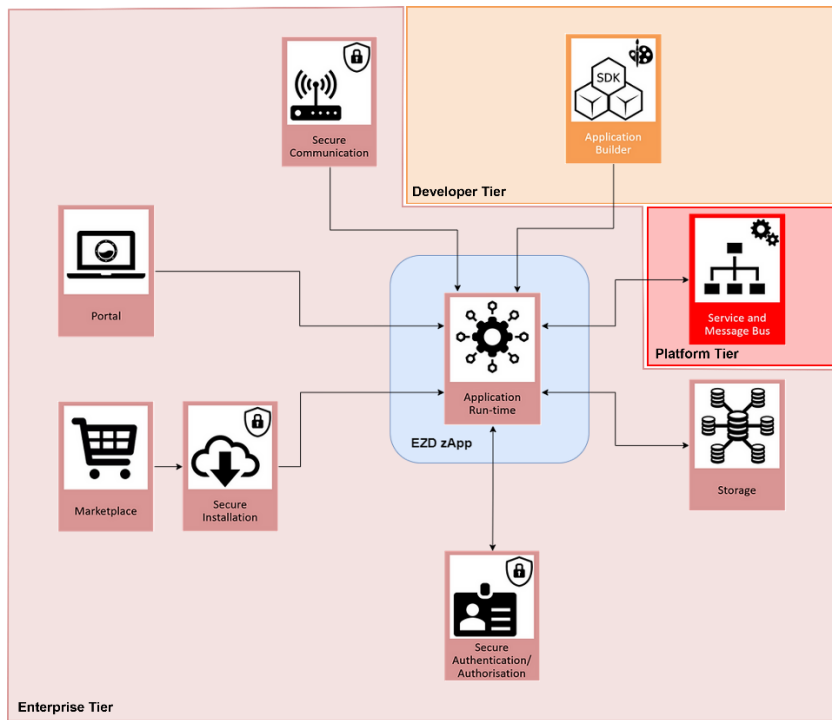 SDK
Secure
Communication
Application
Builder
Developer Tier
Portal
Service and
Message Bus
Platform Tier
Application
Run-time
EZD zApp
Marketplace
Secure
Installation
Storage
Secure
Authentication/
Authorisation
Enterprise Tier